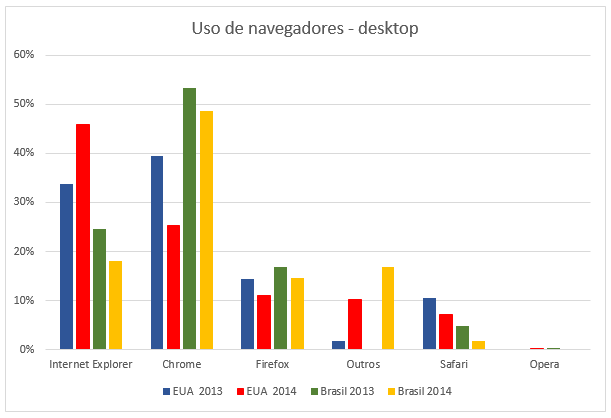 Uso de navegadores - desktop
60%
50%
40%
30%
20%
10%
0%
Internet Explorer Chrome Firefox Outros Safari Opera
EUA 2013 EUA 2014 Brasil 2013 Brasil 2014